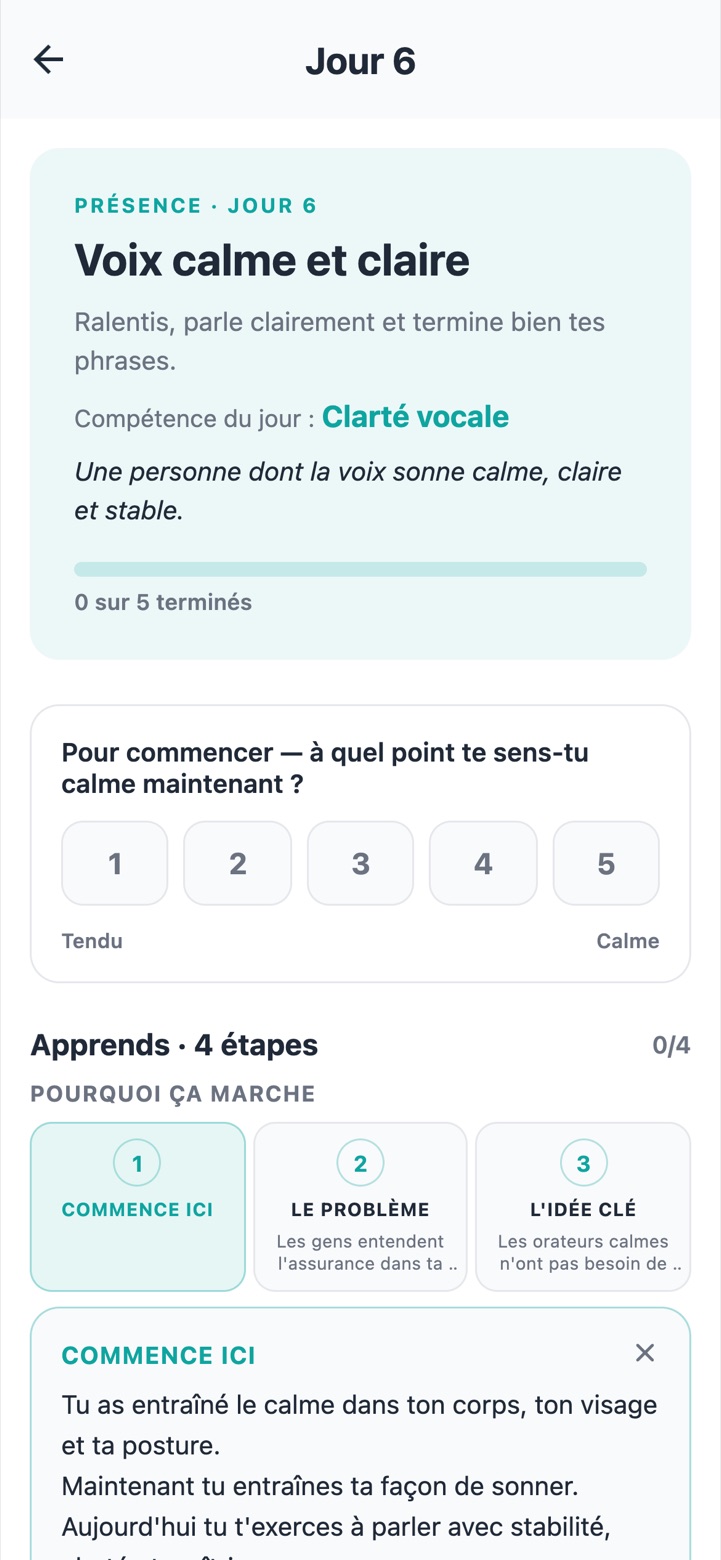 Jour 6
PRÉSENCE · JOUR 6
Voix calme et claire
Ralentis, parle clairement et termine bien tes
phrases.
Compétence du jour : Clarté vocale
Une personne dont la voix sonne calme, claire
et stable.
0 sur 5 terminés
Pour commencer — à quel point te sens-tu
calme maintenant ?
1 2 3 4 5
Tendu Calme
Apprends · 4 étapes 0/4
POURQUOI ÇA MARCHE
1
COMMENCE ICI
2
LE PROBLÈME
Les gens entendent
l'assurance dans ta ..
3
L'IDÉE CLÉ
Les orateurs calmes
n'ont pas besoin de ..
COMMENCE ICI
Tu as entraîné le calme dans ton corps, ton visage
et ta posture.
Maintenant tu entraînes ta façon de sonner.
Aujourd'hui tu t'exerces à parler avec stabilité,